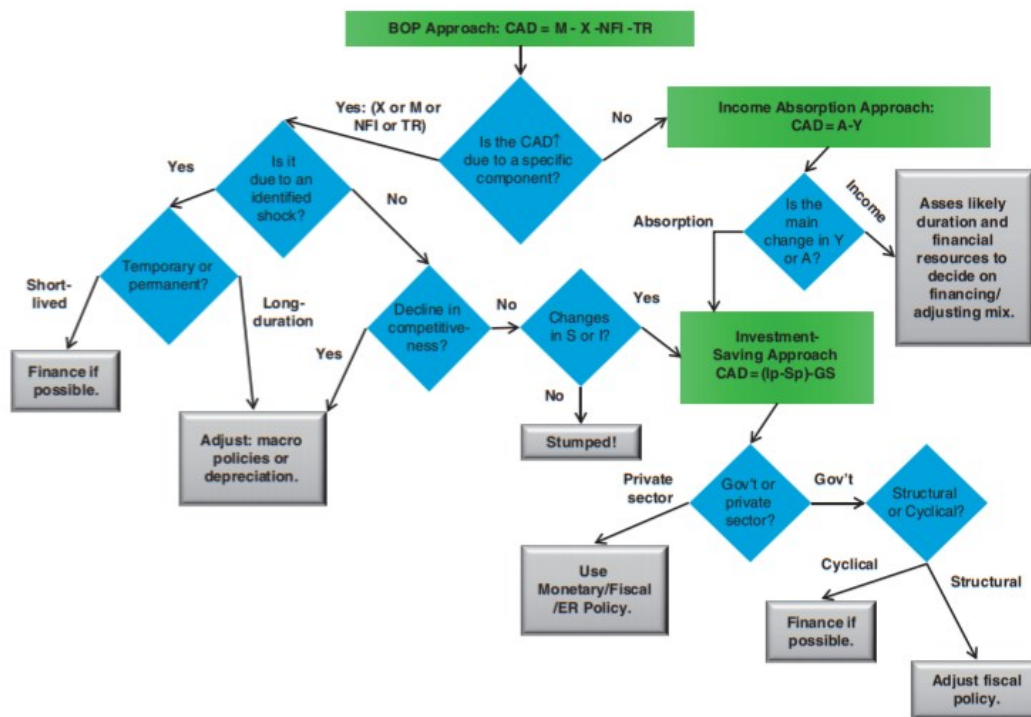 BOP Approach: CAD = M - X -NFI -TR
Yes: (X or M or
NFI or TR)
Is the CAD↑
due to a specific
component?
No
Income Absorption Approach:
CAD = A-Y
Yes
Is it
due to an
identified
shock?
No
Absorption
Is the
main
change in Y
or A?
Income
Asses likely
duration and
financial
resources to
decide on
financing/
adjusting mix.
Short-
lived
Temporary or
permanent?
Long-
duration
Finance if
possible.
Yes
Decline in
competitive-
ness?
No
Changes
in S or I?
Yes
Investment-
Saving Approach
CAD = (Ip-Sp)-GS
Adjust: macro
policies or
depreciation.
No
Stumped!
Private
sector
Gov't or
private
sector?
Gov't
Structural
or Cyclical?
Use
Monetary/Fiscal
/ER Policy.
Cyclical
Structural
Finance if
possible.
Adjust fiscal
policy.